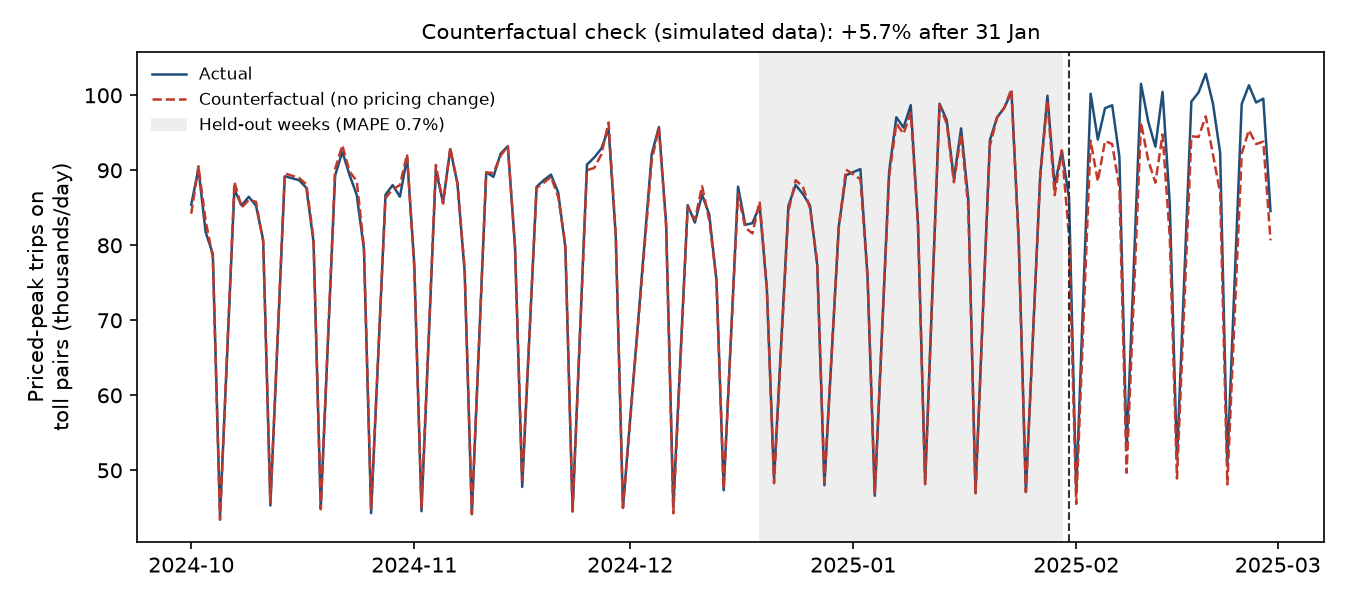 Counterfactual check (simulated data): +5.7% after 31 Jan
Actual
Counterfactual (no pricing change)
Held-out weeks (MAPE 0.7%)
Priced-peak trips on
toll pairs (thousands/day)
100
90
80
70
60
50
2024-10
2024-11
2024-12
2025-01
2025-02
2025-03